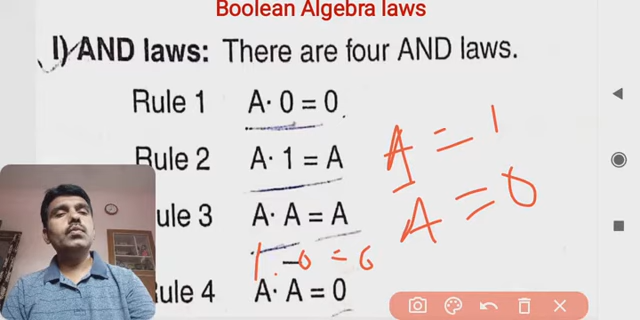 Boolean Algebra laws
I) AND laws: There are four AND laws.
Rule 1 A· 0 = 0
Rule 2 A· 1 = A
A = 1
ule 3 A· A = A
A = 0
1. 0 = 0
ule 4 A· Ā = 0